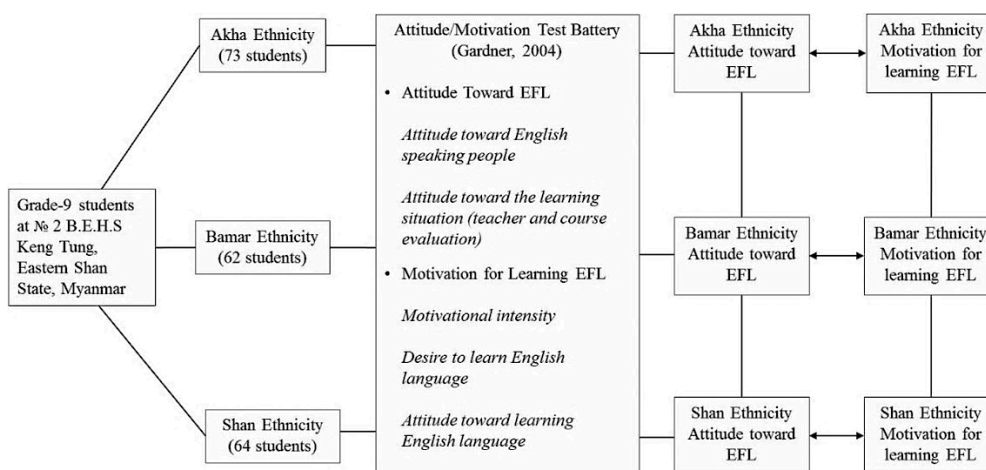 Grade-9 students
at № 2 B.E.H.S
Keng Tung,
Eastern Shan
State, Myanmar
Akha Ethnicity
(73 students)
Bamar Ethnicity
(62 students)
Shan Ethnicity
(64 students)
Attitude/Motivation Test Battery
(Gardner, 2004)
• Attitude Toward EFL
Attitude toward English
speaking people
Attitude toward the learning
situation (teacher and course
evaluation)
• Motivation for Learning EFL
Motivational intensity
Desire to learn English
language
Attitude toward learning
English language
Akha Ethnicity
Attitude toward
EFL
Akha Ethnicity
Motivation for
learning EFL
Bamar Ethnicity
Attitude toward
EFL
Bamar Ethnicity
Motivation for
learning EFL
Shan Ethnicity
Attitude toward
EFL
Shan Ethnicity
Motivation for
learning EFL